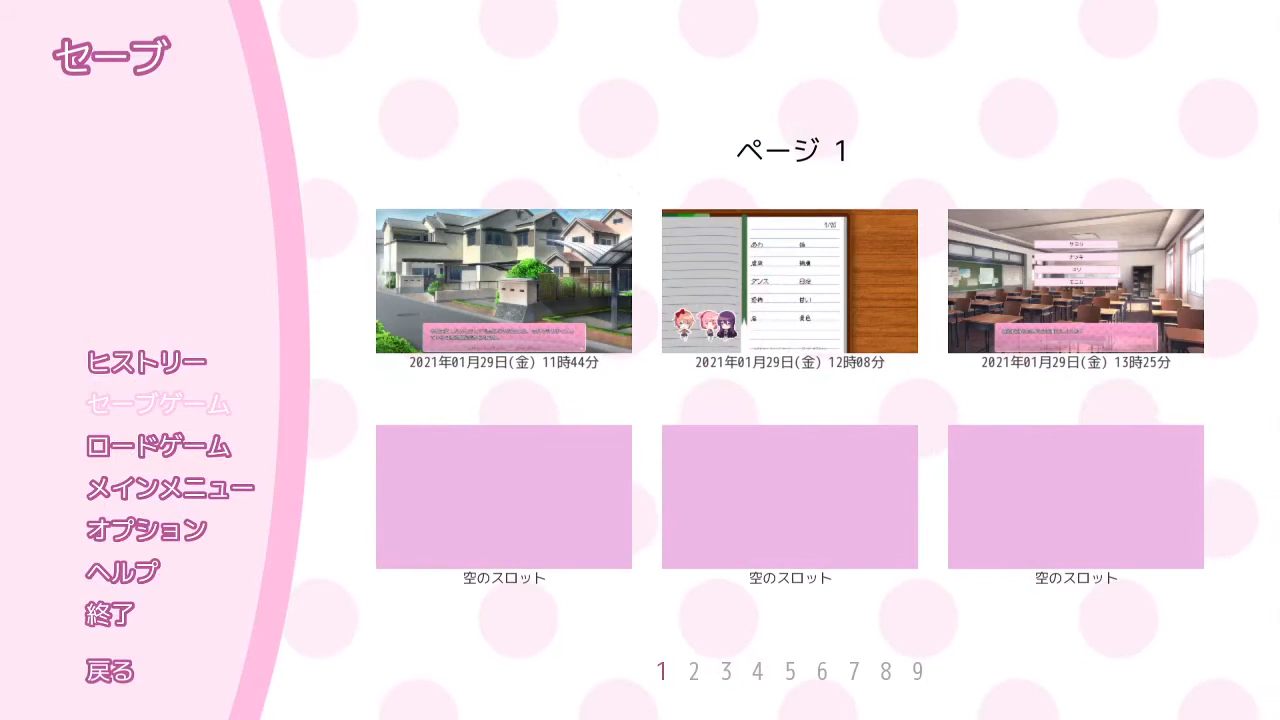 セーブ
ページ 1
2021年01月29日(金) 11時44分
2021年01月29日(金) 12時08分
2021年01月29日(金) 13時25分
ヒストリー
セーブゲーム
ロードゲーム
メインメニュー
オプション
ヘルプ
終了
戻る
空のスロット
空のスロット
空のスロット
1 2 3 4 5 6 7 8 9